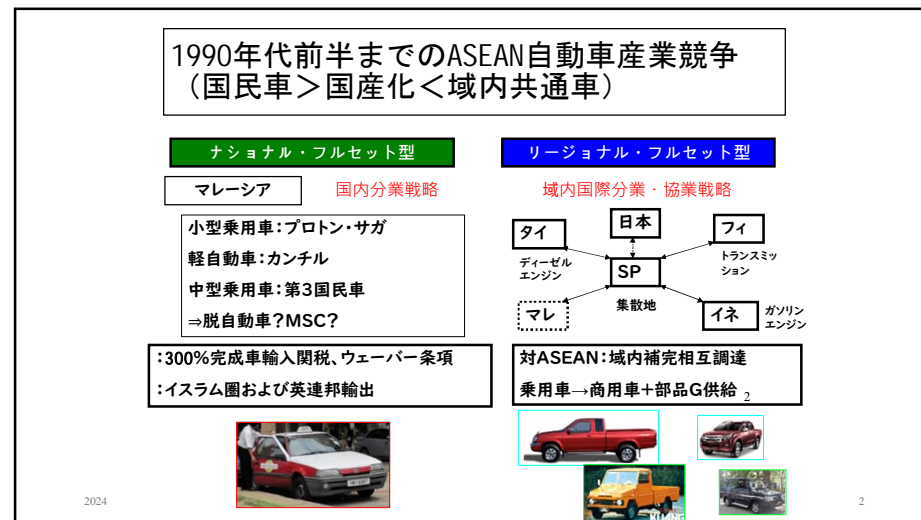 1990年代前半までのASEAN自動車産業競争
（国民車＞国産化＜域内共通車）
ナショナル・フルセット型
マレーシア
国内分業戦略
小型乗用車：プロトン・サガ
軽自動車：カンチル
中型乗用車：第３国民車
⇒脱自動車？MSC？
：300％完成車輸入関税、ウェーバー条項
：イスラム圏および英連邦輸出
リージョナル・フルセット型
域内国際分業・協業戦略
日本
タイ
フィ
ディーゼル
エンジン
トランスミッ
ション
SP
集散地
マレ
イネ
ガソリン
エンジン
対ASEAN：域内補完相互調達
乗用車→商用車＋部品G供給
2
KIJANG
2024
2